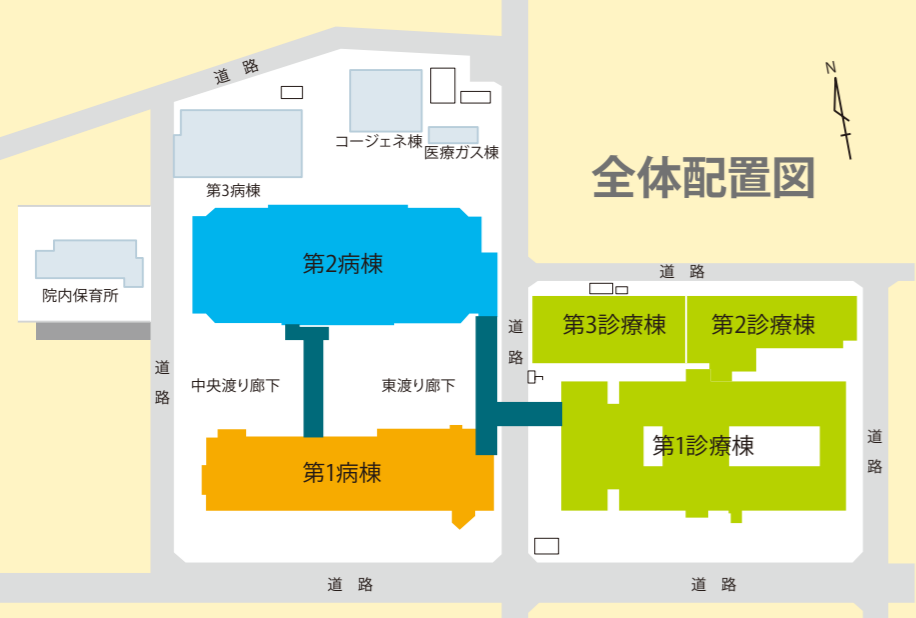 道 路
N
コージェネ棟
医療ガス棟
全体配置図
第3病棟
第2病棟
道 路
院内保育所
第3診療棟
第2診療棟
道 路
道 路
中央渡り廊下
東渡り廊下
第1診療棟
道 路
第1病棟
道 路
道 路